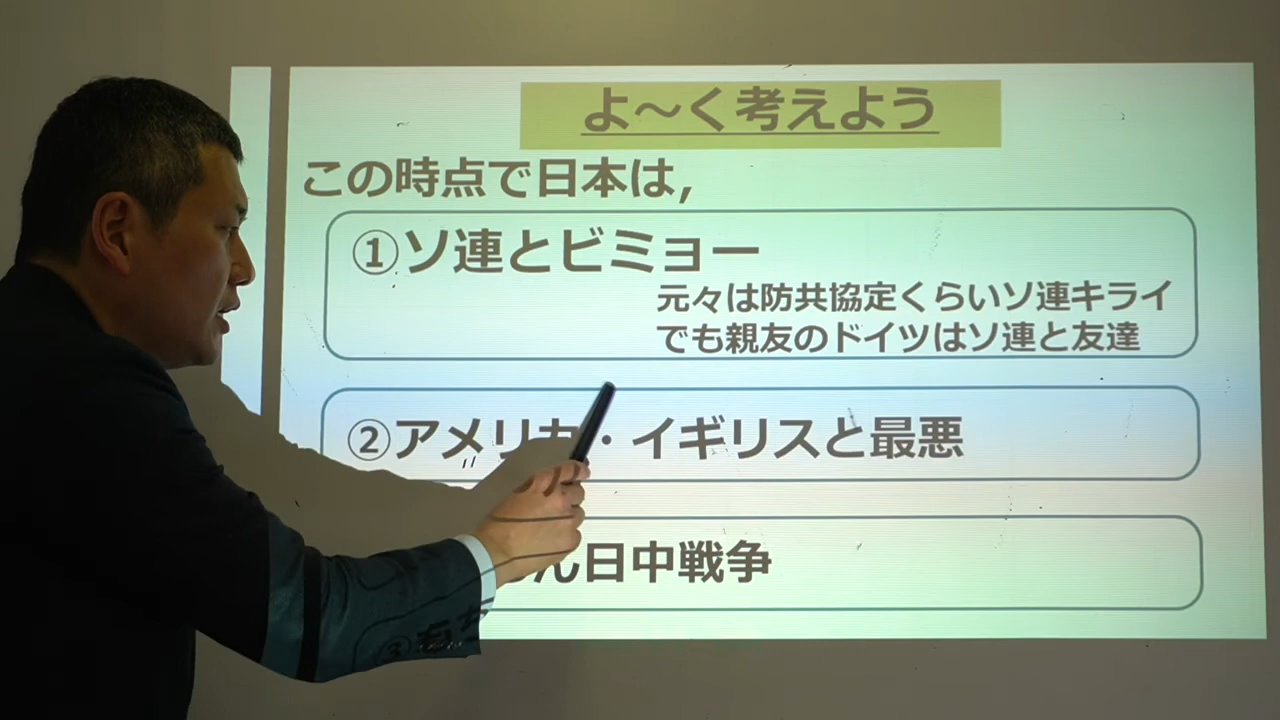 よ～く考えよう
この時点で日本は,
①ソ連とビミョー
元々は防共協定くらいソ連キライ
でも親友のドイツはソ連と友達
②アメリカ・イギリスと最悪
ろん日中戦争